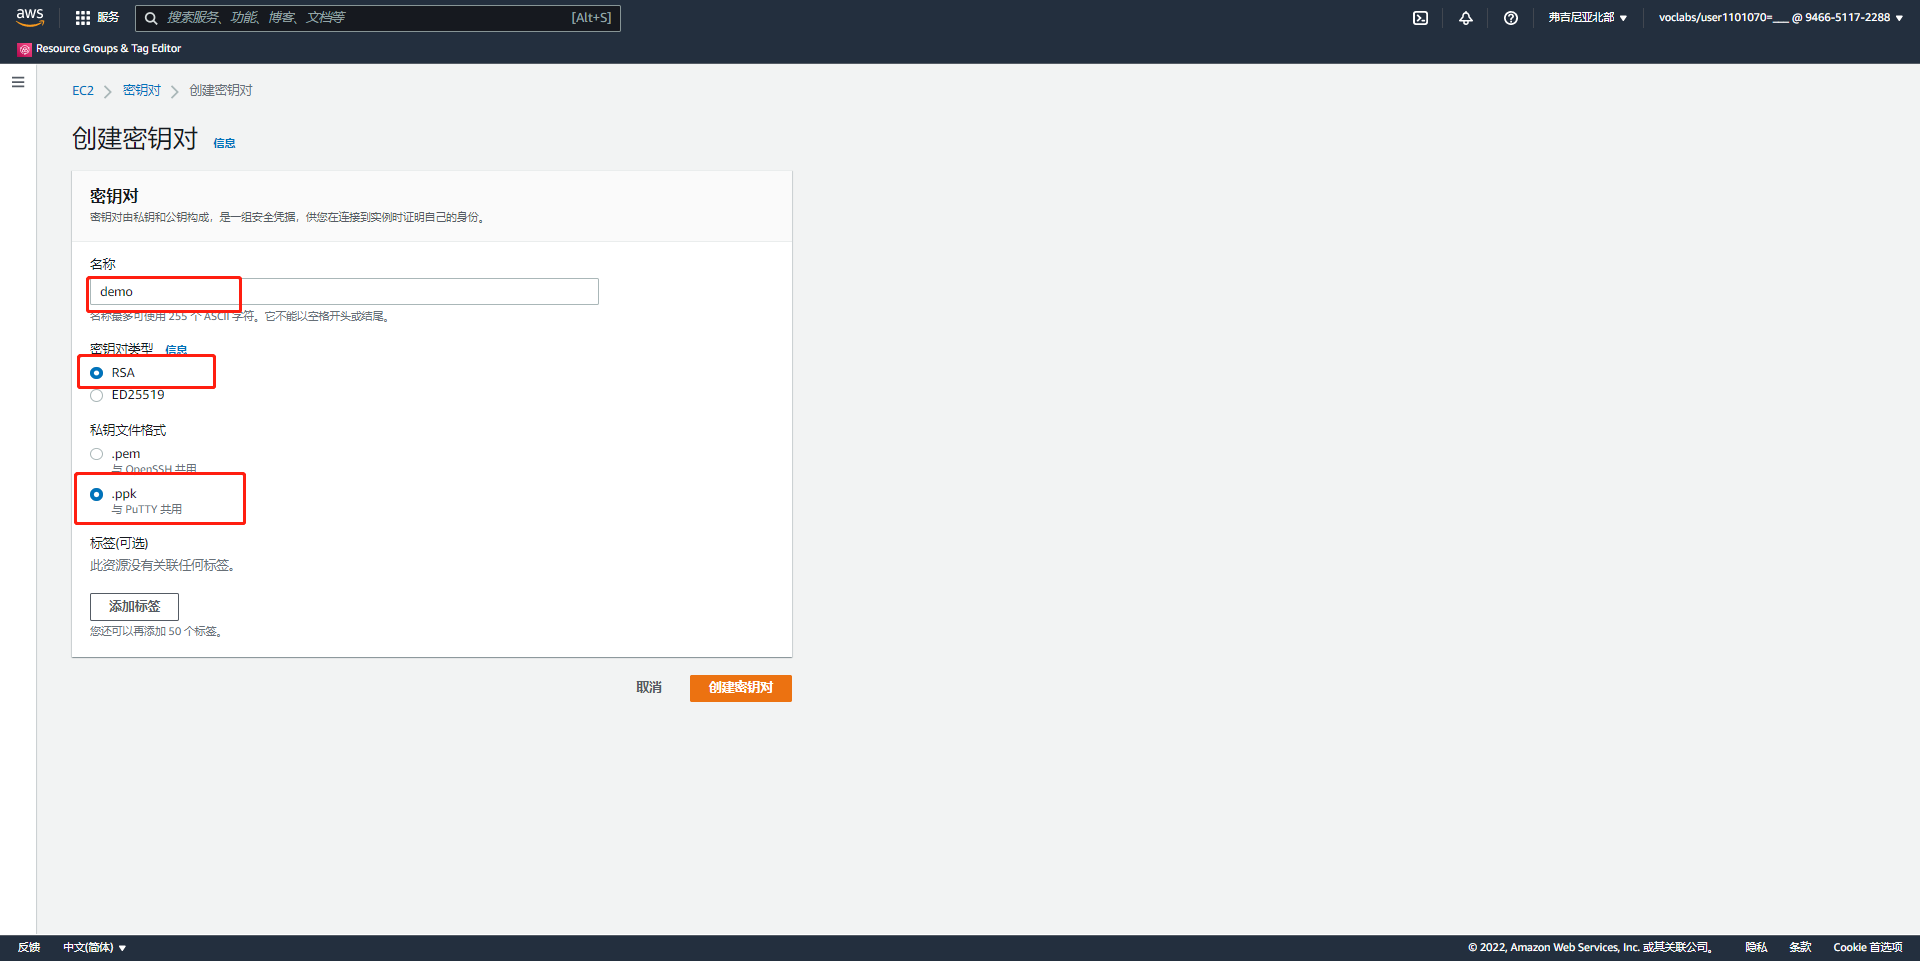 aws
服务
搜索服务、功能、博客、文档等
[Alt+S]
弗吉尼亚北部
voclabs/user1101070=___ @ 9466-5117-2288
Resource Groups & Tag Editor
EC2
密钥对
创建密钥对
创建密钥对
信息
密钥对
密钥对由私钥和公钥构成，是一组安全凭据，供您在连接到实例时证明自己的身份。
名称
demo
名称最多可使用 255 个 ASCII 字符。它不能以空格开头或结尾。
密钥对类型
信息
RSA
ED25519
私钥文件格式
.pem
与 OpenSSH 共用
.ppk
与 PuTTY 共用
标签(可选)
此资源没有关联任何标签。
添加标签
您还可以再添加 50 个标签。
取消
创建密钥对
反馈
中文(简体)
© 2022, Amazon Web Services, Inc. 或其关联公司。
隐私
条款
Cookie 首选项